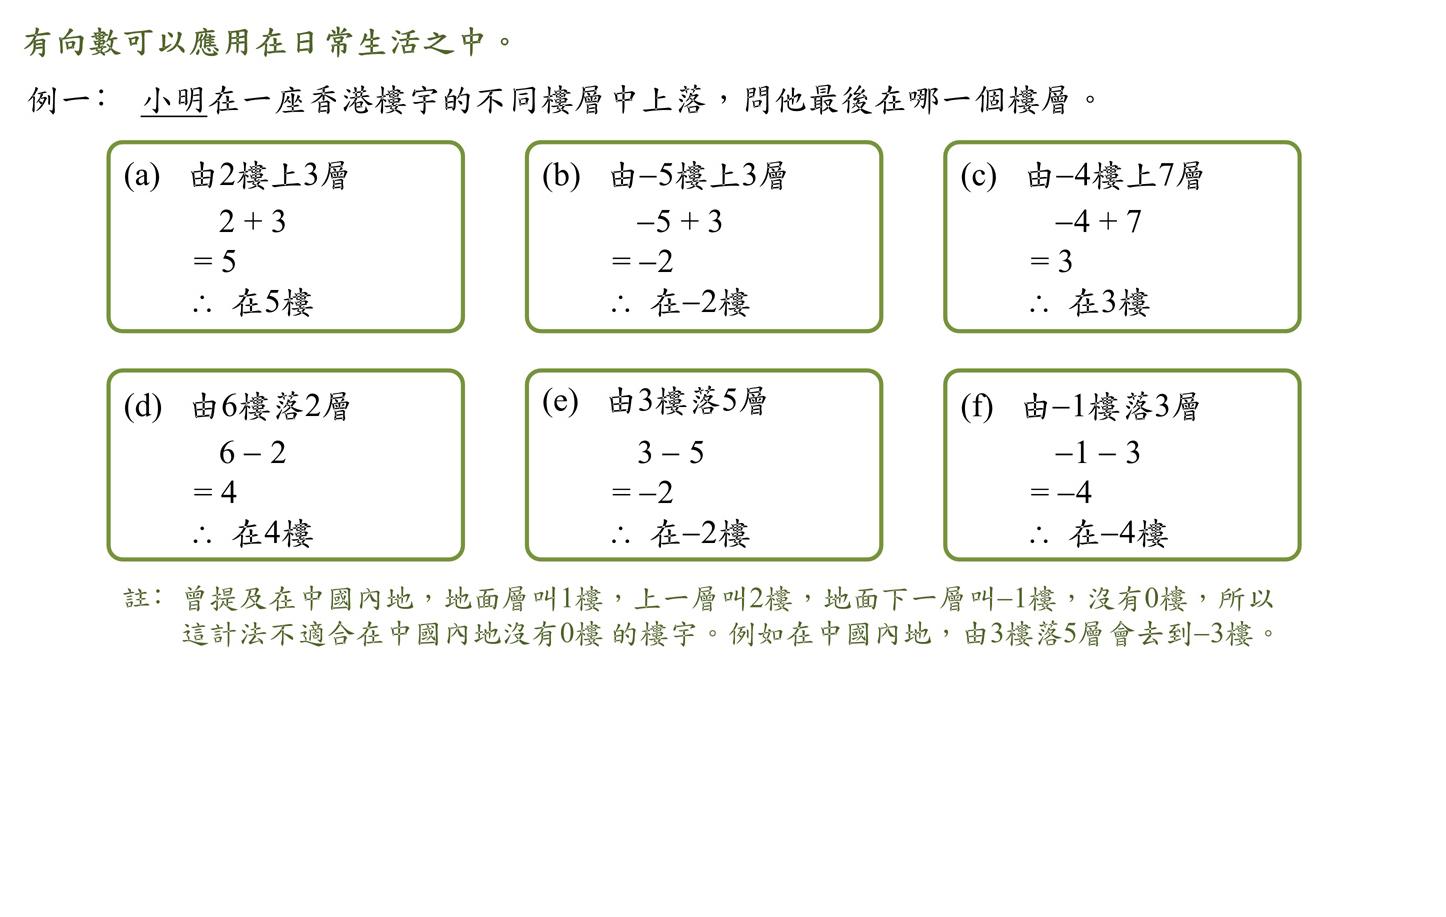 有向數可以應用在日常生活之中。
例一： 小明在一座香港樓宇的不同樓層中上落，問他最後在哪一個樓層。
(a) 由2樓上3層
2 + 3
= 5
∴ 在5樓
(b) 由–5樓上3層
–5 + 3
= –2
∴ 在–2樓
(c) 由–4樓上7層
–4 + 7
= 3
∴ 在3樓
(d) 由6樓落2層
6 – 2
= 4
∴ 在4樓
(e) 由3樓落5層
3 – 5
= –2
∴ 在–2樓
(f) 由–1樓落3層
–1 – 3
= –4
∴ 在–4樓
註：曾提及在中國內地，地面層叫1樓，上一層叫2樓，地面下一層叫–1樓，沒有0樓，所以
這計法不適合在中國內地沒有0樓 的樓宇。例如在中國內地，由3樓落5層會去到–3樓。